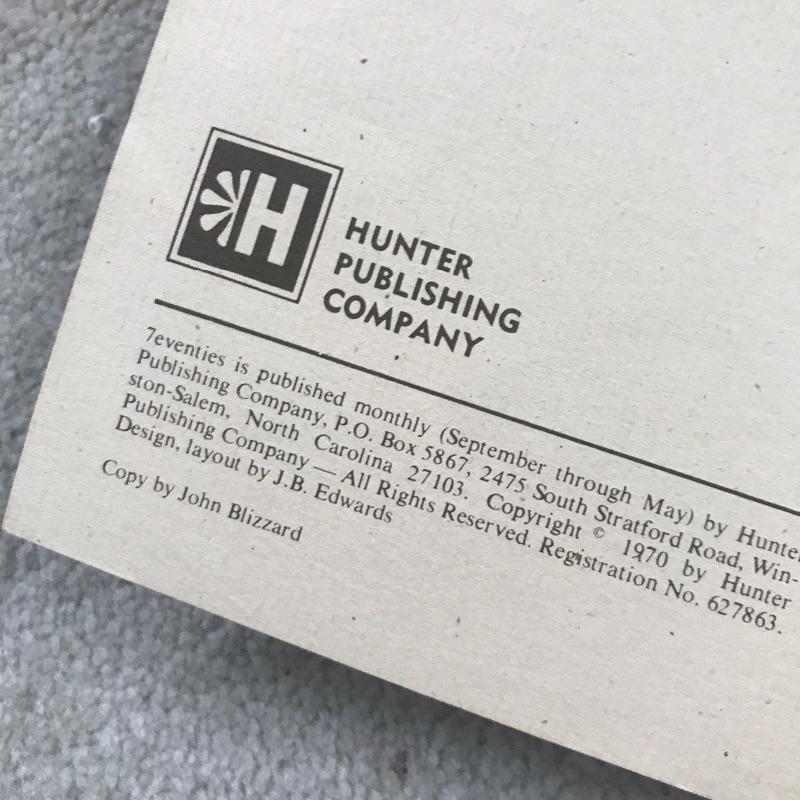 H
HUNTER
PUBLISHING
COMPANY
7eventies is published monthly (September through May) by Hunter
Publishing Company, P.O. Box 5867, 2475 South Stratford Road, Win-
ston-Salem, North Carolina 27103. Copyright © 1970 by Hunter
Publishing Company — All Rights Reserved. Registration No. 627863.
Design, layout by J.B. Edwards
Copy by John Blizzard